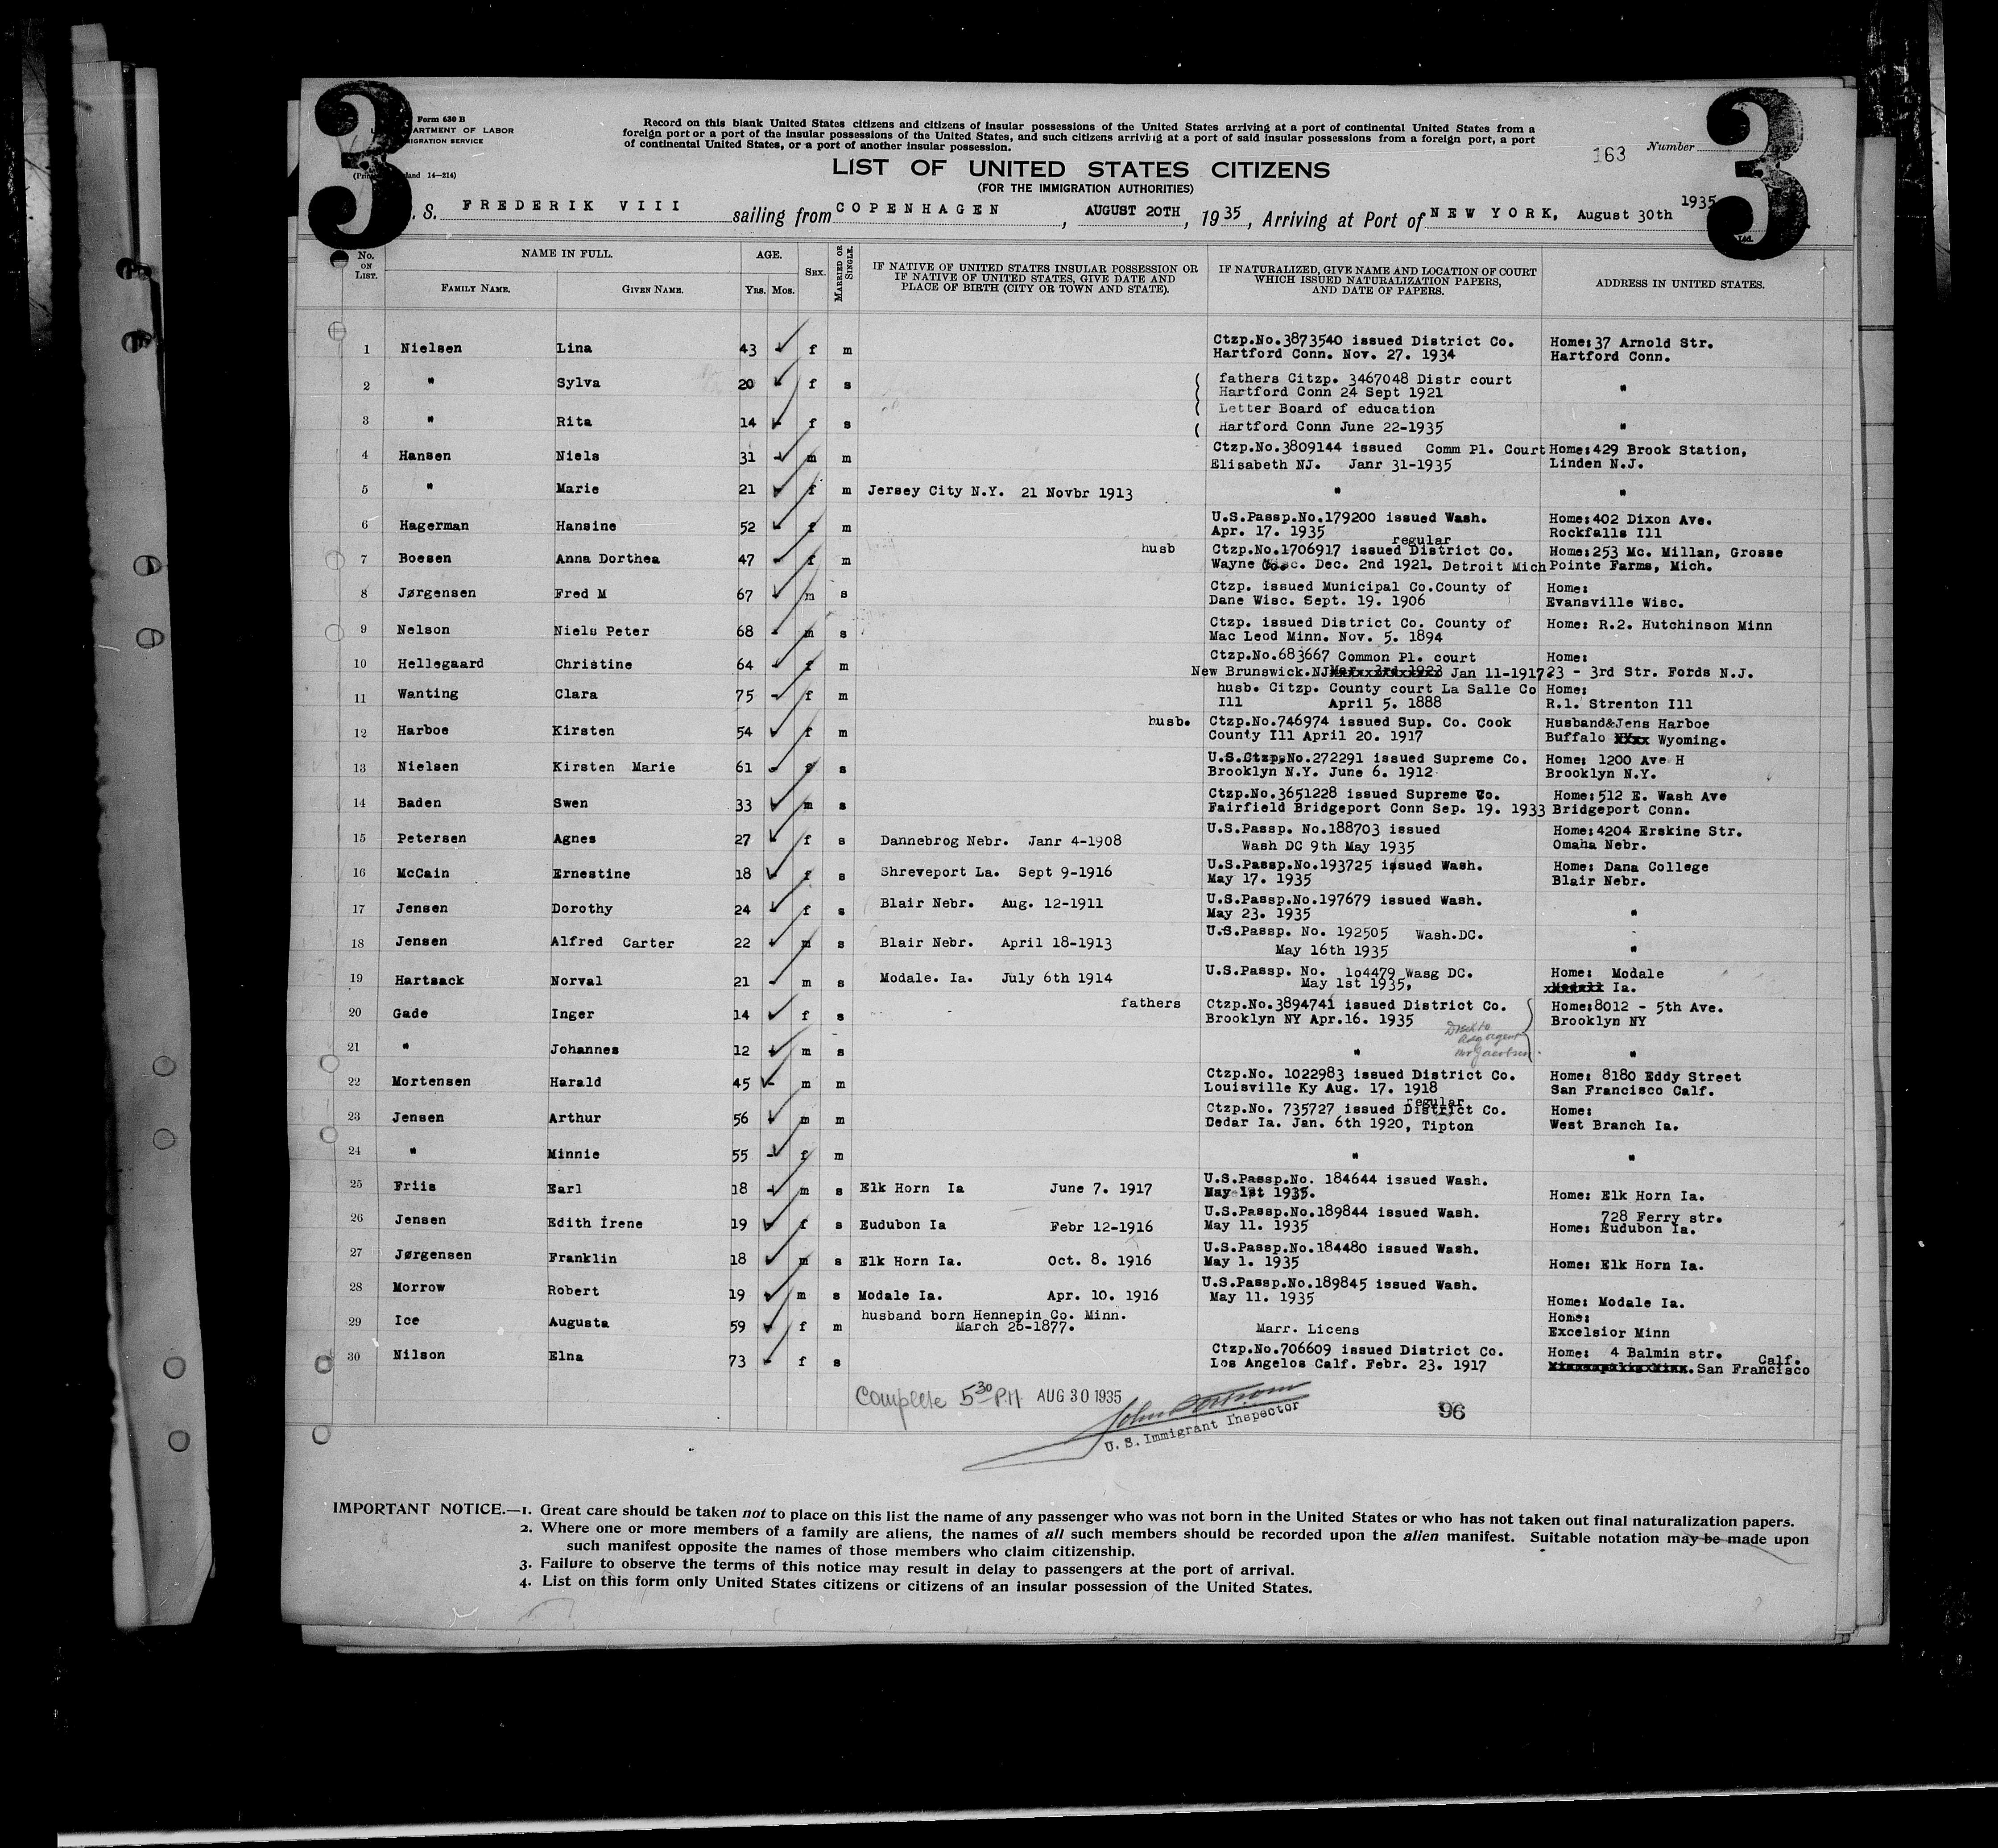 3
3
Form 630 B
ARTMENT OF LABOR
IGRATION SERVICE
land 14—214)
Record on this blank United States citizens and citizens of insular possessions of the United States arriving at a port of continental United States from a
foreign port or a port of the insular possessions of the United States, and such citizens arriving at a port of said insular possessions from a foreign port, a port
of continental United States, or a port of another insular possession.
163 Number
LIST OF UNITED STATES CITIZENS
(FOR THE IMMIGRATION AUTHORITIES)
S. FREDERIK VIII sailing from COPENHAGEN, AUGUST 20TH, 1935, Arriving at Port of NEW YORK, August 30th 1935
No. ON LIST. NAME IN FULL. AGE. SEX. MARRIED OR SINGLE. IF NATIVE OF UNITED STATES INSULAR POSSESSION OR IF NATIVE OF UNITED STATES, GIVE DATE AND PLACE OF BIRTH (CITY OR TOWN AND STATE). IF NATURALIZED, GIVE NAME AND LOCATION OF COURT WHICH ISSUED NATURALIZATION PAPERS, AND DATE OF PAPERS. ADDRESS IN UNITED STATES.
FAMILY NAME. GIVEN NAME. Yrs. Mos.
1 Nielsen Lina 43 f m Ctzp.No.3873540 issued District Co. Home:37 Arnold Str.
Hartford Conn. Nov. 27. 1934 Hartford Conn.
2 " Sylva 20 f s fathers Citzp. 3467048 Distr court "
Hartford Conn 24 Sept 1921
3 " Rita 14 f s Letter Board of education
Hartford Conn June 22-1935 "
4 Hansen Niels 31 m m Ctzp.No.3809144 issued Comm Pl. Court Home:429 Brook Station,
Elisabeth NJ. Janr 31-1935 Linden N.J.
5 " Marie 21 f m Jersey City N.Y. 21 Novbr 1913 " "
6 Hagerman Hansine 52 f m U.S.Passp.No.179200 issued Wash. Home:402 Dixon Ave.
Apr. 17. 1935 Rockfalls Ill
regular
7 Boesen Anna Dorthea 47 f m husb Ctzp.No.1706917 issued District Co. Home:253 Mc. Millan, Grosse
Wayne Co. Dec. 2nd 1921. Detroit Mich Pointe Farms, Mich.
8 Jørgensen Fred M 67 m s Ctzp. issued Municipal Co.County of Home:
Dane Wisc. Sept. 19. 1906 Evansville Wisc.
9 Nelson Niels Peter 68 m s Ctzp. issued District Co. County of Home: R.2. Hutchinson Minn
Mac Leod Minn. Nov. 5. 1894
10 Hellegaard Christine 64 f m Ctzp.No.683667 Common Pl. court Home:
New Brunswick.NJ Jan 11-1917 23 - 3rd Str. Fords N.J.
11 Wanting Clara 75 f m husb. Citzp. County court La Salle Co Home:
Ill April 5. 1888 R.1. Strenton Ill
12 Harboe Kirsten 54 f m husb. Ctzp.No.746974 issued Sup. Co. Cook Husband&Jens Harboe
County Ill April 20. 1917 Buffalo Wyoming.
13 Nielsen Kirsten Marie 61 f s U.S.Ctzp.No.272291 issued Supreme Co. Home: 1200 Ave H
Brooklyn N.Y. June 6. 1912 Brooklyn N.Y.
14 Baden Swen 33 m s Ctzp.No.3651228 issued Supreme Co. Home:512 E. Wash Ave
Fairfield Bridgeport Conn Sep. 19. 1933 Bridgeport Conn.
15 Petersen Agnes 27 f s Dannebrog Nebr. Janr 4-1908 U.S.Passp. No.188703 issued Home:4204 Erskine Str.
Wash DC 9th May 1935 Omaha Nebr.
16 McCain Ernestine 18 f s Shreveport La. Sept 9-1916 U.S.Passp.No.193725 issued Wash. Home: Dana College
May 17. 1935 Blair Nebr.
17 Jensen Dorothy 24 f s Blair Nebr. Aug. 12-1911 U.S.Passp.No.197679 issued Wash.
May 23. 1935 "
18 Jensen Alfred Carter 22 m s Blair Nebr. April 18-1913 U.S.Passp. No. 192505 Wash.DC.
May 16th 1935 "
19 Hartsack Norval 21 m s Modale. Ia. July 6th 1914 U.S.Passp. No. 1o4479 Wasg DC. Home: Modale
May 1st 1935, Ia.
20 Gade Inger 14 f s fathers Ctzp.No.3894741 issued District Co. Home:8012 - 5th Ave.
Brooklyn NY Apr.16. 1935 Brooklyn NY
21 " Johannes 12 m s " "
22 Mortensen Harald 45 m m Ctzp.No. 1022983 issued District Co. Home: 8180 Eddy Street
Louisville Ky Aug. 17. 1918 San Francisco Calf.
regular
23 Jensen Arthur 56 m m Ctzp.No. 735727 issued District Co. Home:
Dedar Ia. Jan. 6th 1920, Tipton West Branch Ia.
24 " Minnie 55 f m " "
25 Friis Earl 18 m s Elk Horn Ia June 7. 1917 U.S.Passp.No. 184644 issued Wash.
May 1st 1935. Home: Elk Horn Ia.
26 Jensen Edith Irene 19 f s Eudubon Ia Febr 12-1916 U.S.Passp.No.189844 issued Wash. 728 Ferry str.
May 11. 1935 Home: Eudubon Ia.
27 Jørgensen Franklin 18 m s Elk Horn Ia. Oct. 8. 1916 U.S.Passp.No.184480 issued Wash.
May 1. 1935 Home: Elk Horn Ia.
28 Morrow Robert 19 m s Modale Ia. Apr. 10. 1916 U.S.Passp.No.189845 issued Wash.
May 11. 1935 Home: Modale Ia.
29 Ice Augusta 59 f m husband born Hennepin Co. Minn. Home:
March 26-1877. Marr. Licens Excelsior Minn
30 Nilson Elna 73 f s Ctzp.No.706609 issued District Co. Home: 4 Balmin str. Calf.
Los Angelos Calf. Febr. 23. 1917 San Francisco
Complete 5 30 P.M. AUG 30 1935
U. S. Immigrant Inspector
96
IMPORTANT NOTICE.—1. Great care should be taken not to place on this list the name of any passenger who was not born in the United States or who has not taken out final naturalization papers.
2. Where one or more members of a family are aliens, the names of all such members should be recorded upon the alien manifest. Suitable notation may be made upon
such manifest opposite the names of those members who claim citizenship.
3. Failure to observe the terms of this notice may result in delay to passengers at the port of arrival.
4. List on this form only United States citizens or citizens of an insular possession of the United States.